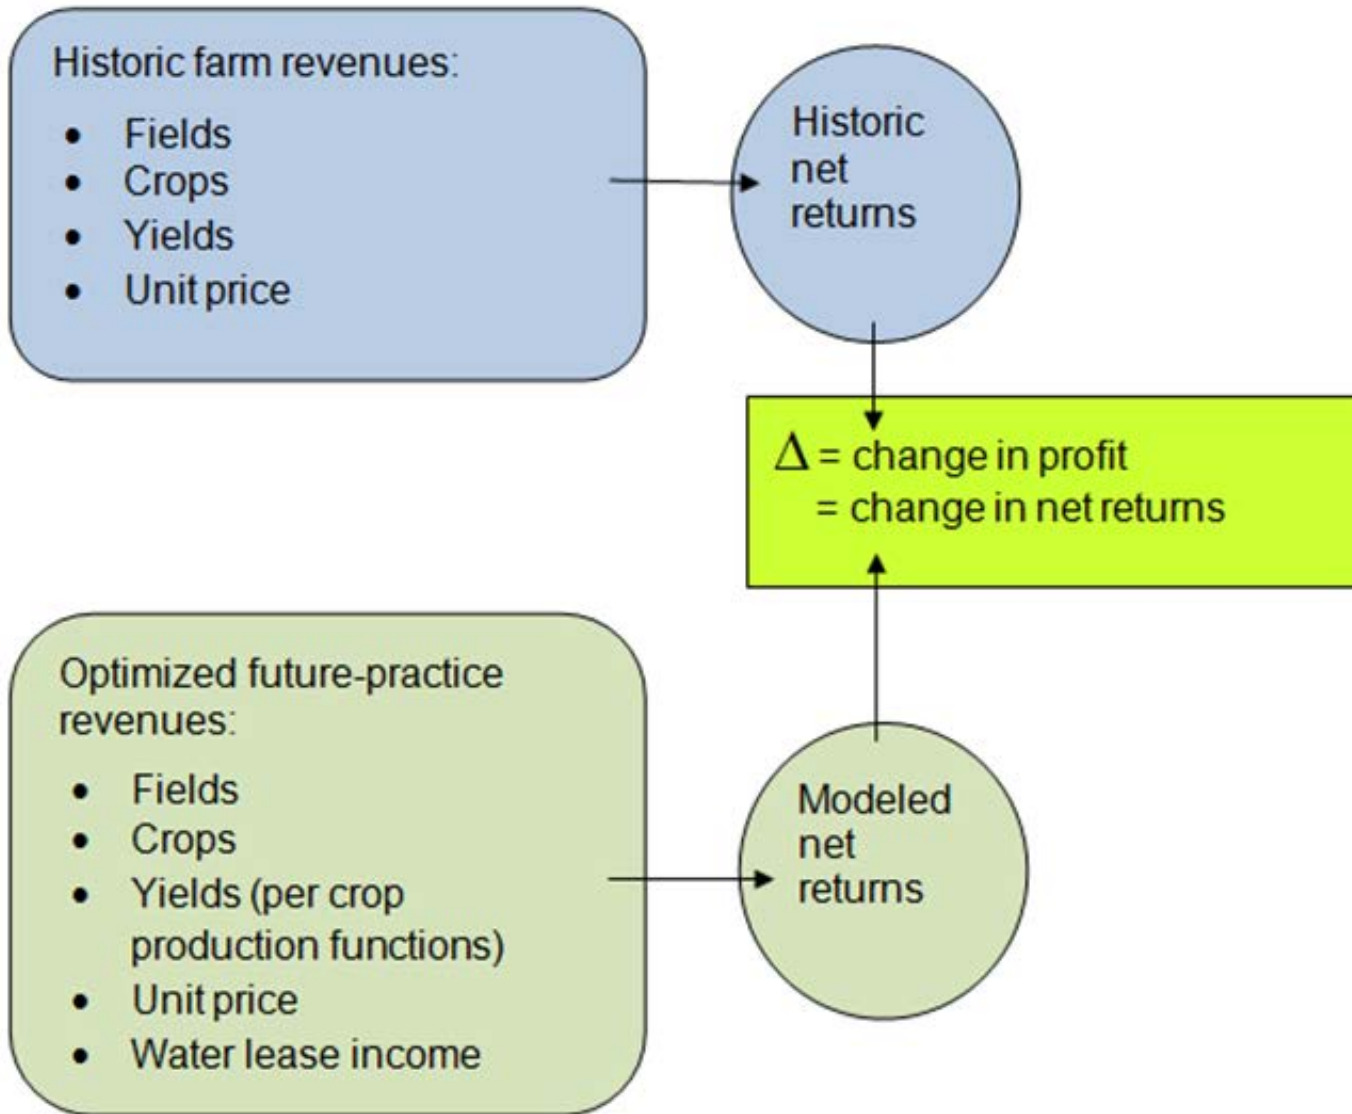 Historic farm revenues:
• Fields
• Crops
• Yields
• Unit price
Historic
net
returns
Δ = change in profit
= change in net returns
Optimized future-practice
revenues:
• Fields
• Crops
• Yields (per crop
production functions)
• Unit price
• Water lease income
Modeled
net
returns